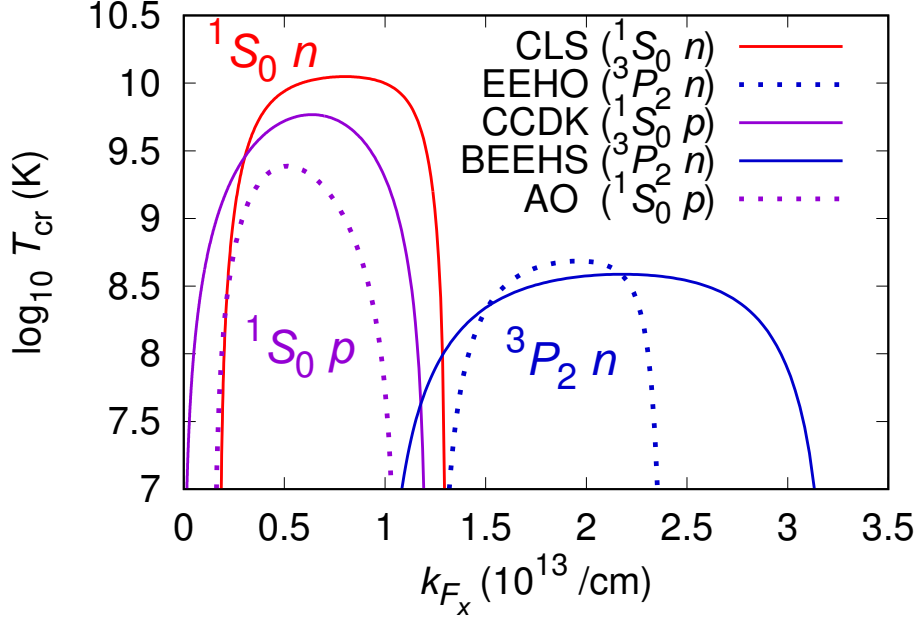 10.5
10
9.5
9
8.5
8
7.5
7
log₁₀ T_cr (K)
¹S₀ n
CLS (¹S₀ n)
EEHO (³P₂ n)
CCDK (¹S₀ p)
BEEHS (³P₂ n)
AO (¹S₀ p)
¹S₀ p
³P₂ n
0 0.5 1 1.5 2 2.5 3 3.5
k_{F_x} (10¹³ /cm)